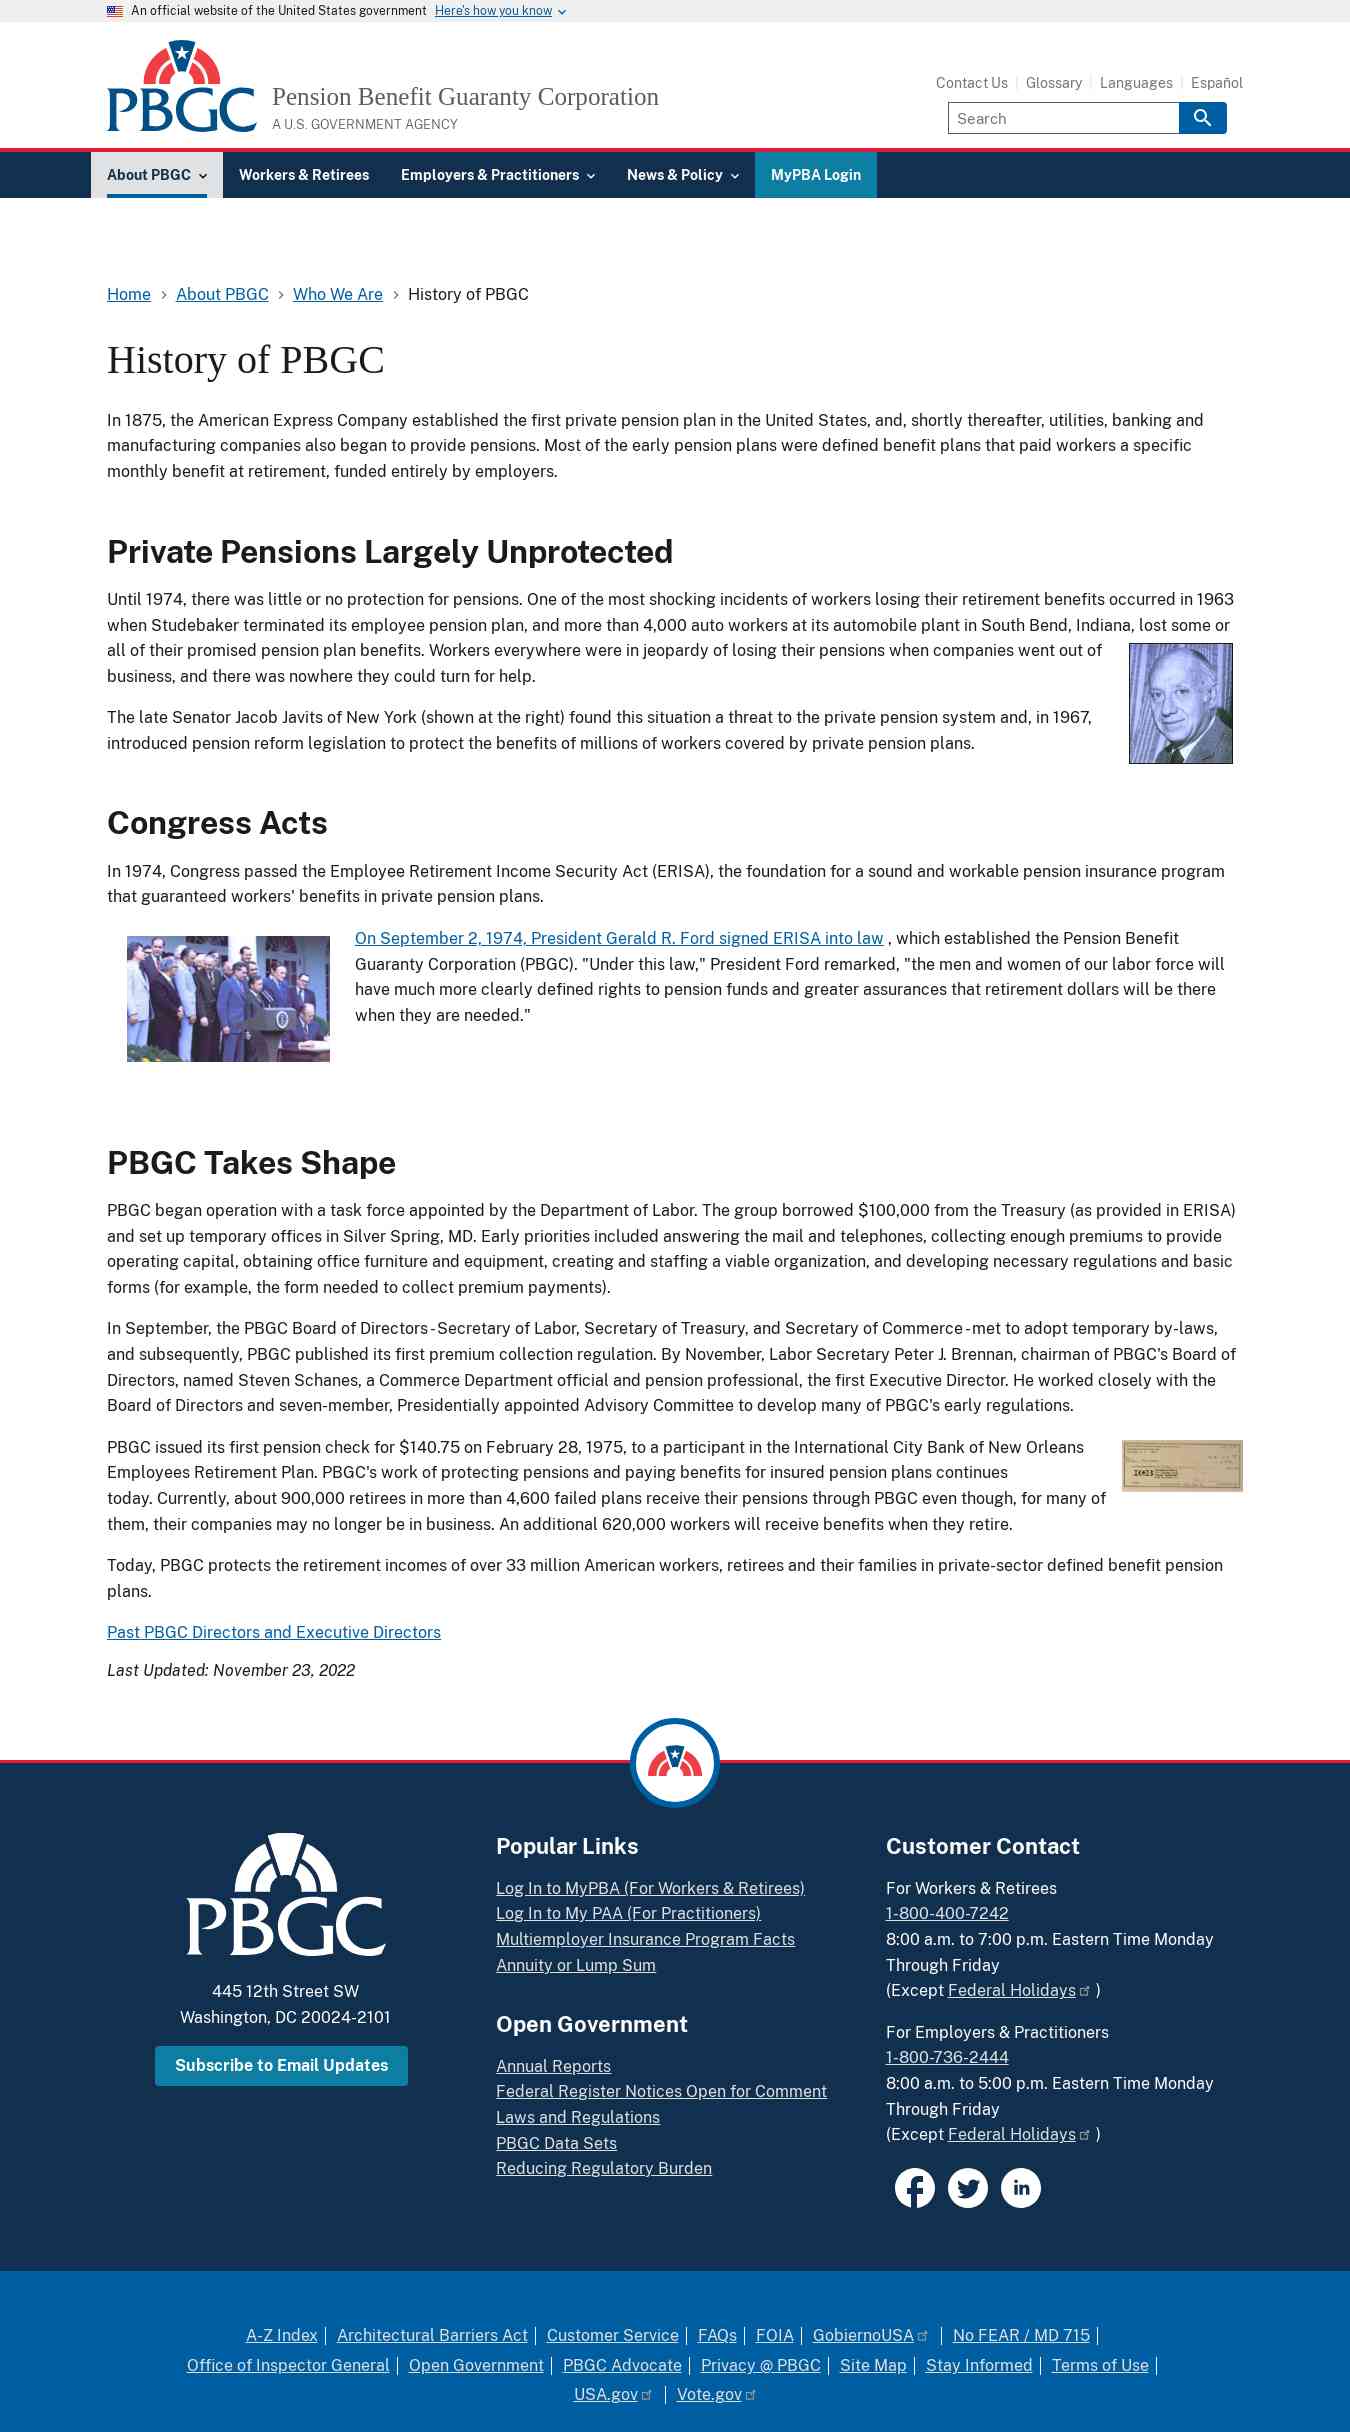 An official website of the United States government Here's how you know
PBGC
Pension Benefit Guaranty Corporation
A U.S. GOVERNMENT AGENCY
Contact Us Glossary Languages Español
Search
About PBGC Workers & Retirees Employers & Practitioners News & Policy MyPBA Login
Home > About PBGC > Who We Are > History of PBGC
History of PBGC
In 1875, the American Express Company established the first private pension plan in the United States, and, shortly thereafter, utilities, banking and
manufacturing companies also began to provide pensions. Most of the early pension plans were defined benefit plans that paid workers a specific
monthly benefit at retirement, funded entirely by employers.
Private Pensions Largely Unprotected
Until 1974, there was little or no protection for pensions. One of the most shocking incidents of workers losing their retirement benefits occurred in 1963
when Studebaker terminated its employee pension plan, and more than 4,000 auto workers at its automobile plant in South Bend, Indiana, lost some or
all of their promised pension plan benefits. Workers everywhere were in jeopardy of losing their pensions when companies went out of
business, and there was nowhere they could turn for help.
The late Senator Jacob Javits of New York (shown at the right) found this situation a threat to the private pension system and, in 1967,
introduced pension reform legislation to protect the benefits of millions of workers covered by private pension plans.
Congress Acts
In 1974, Congress passed the Employee Retirement Income Security Act (ERISA), the foundation for a sound and workable pension insurance program
that guaranteed workers' benefits in private pension plans.
On September 2, 1974, President Gerald R. Ford signed ERISA into law , which established the Pension Benefit
Guaranty Corporation (PBGC). "Under this law," President Ford remarked, "the men and women of our labor force will
have much more clearly defined rights to pension funds and greater assurances that retirement dollars will be there
when they are needed."
PBGC Takes Shape
PBGC began operation with a task force appointed by the Department of Labor. The group borrowed $100,000 from the Treasury (as provided in ERISA)
and set up temporary offices in Silver Spring, MD. Early priorities included answering the mail and telephones, collecting enough premiums to provide
operating capital, obtaining office furniture and equipment, creating and staffing a viable organization, and developing necessary regulations and basic
forms (for example, the form needed to collect premium payments).
In September, the PBGC Board of Directors - Secretary of Labor, Secretary of Treasury, and Secretary of Commerce - met to adopt temporary by-laws,
and subsequently, PBGC published its first premium collection regulation. By November, Labor Secretary Peter J. Brennan, chairman of PBGC's Board of
Directors, named Steven Schanes, a Commerce Department official and pension professional, the first Executive Director. He worked closely with the
Board of Directors and seven-member, Presidentially appointed Advisory Committee to develop many of PBGC's early regulations.
PBGC issued its first pension check for $140.75 on February 28, 1975, to a participant in the International City Bank of New Orleans
Employees Retirement Plan. PBGC's work of protecting pensions and paying benefits for insured pension plans continues
today. Currently, about 900,000 retirees in more than 4,600 failed plans receive their pensions through PBGC even though, for many of
them, their companies may no longer be in business. An additional 620,000 workers will receive benefits when they retire.
Today, PBGC protects the retirement incomes of over 33 million American workers, retirees and their families in private-sector defined benefit pension
plans.
Past PBGC Directors and Executive Directors
Last Updated: November 23, 2022
PBGC
445 12th Street SW
Washington, DC 20024-2101
Subscribe to Email Updates
Popular Links
Log In to MyPBA (For Workers & Retirees)
Log In to My PAA (For Practitioners)
Multiemployer Insurance Program Facts
Annuity or Lump Sum
Open Government
Annual Reports
Federal Register Notices Open for Comment
Laws and Regulations
PBGC Data Sets
Reducing Regulatory Burden
Customer Contact
For Workers & Retirees
1-800-400-7242
8:00 a.m. to 7:00 p.m. Eastern Time Monday
Through Friday
(Except Federal Holidays )
For Employers & Practitioners
1-800-736-2444
8:00 a.m. to 5:00 p.m. Eastern Time Monday
Through Friday
(Except Federal Holidays )
A-Z Index Architectural Barriers Act Customer Service FAQs FOIA GobiernoUSA No FEAR / MD 715
Office of Inspector General Open Government PBGC Advocate Privacy @ PBGC Site Map Stay Informed Terms of Use
USA.gov Vote.gov